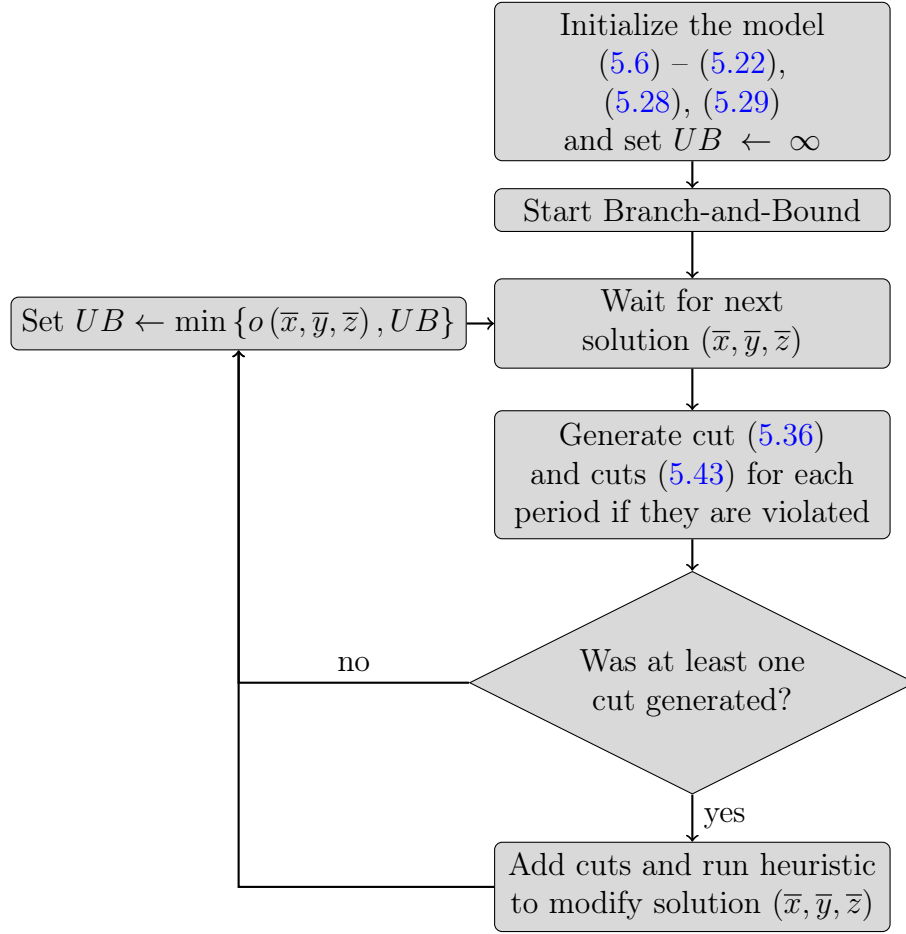 Initialize the model
(5.6) – (5.22),
(5.28), (5.29)
and set UB ← ∞
Start Branch-and-Bound
Wait for next
solution (x̅, y̅, z̅)
Set UB ← min {o (x̅, y̅, z̅) , UB}
Generate cut (5.36)
and cuts (5.43) for each
period if they are violated
Was at least one
cut generated?
no
yes
Add cuts and run heuristic
to modify solution (x̅, y̅, z̅)